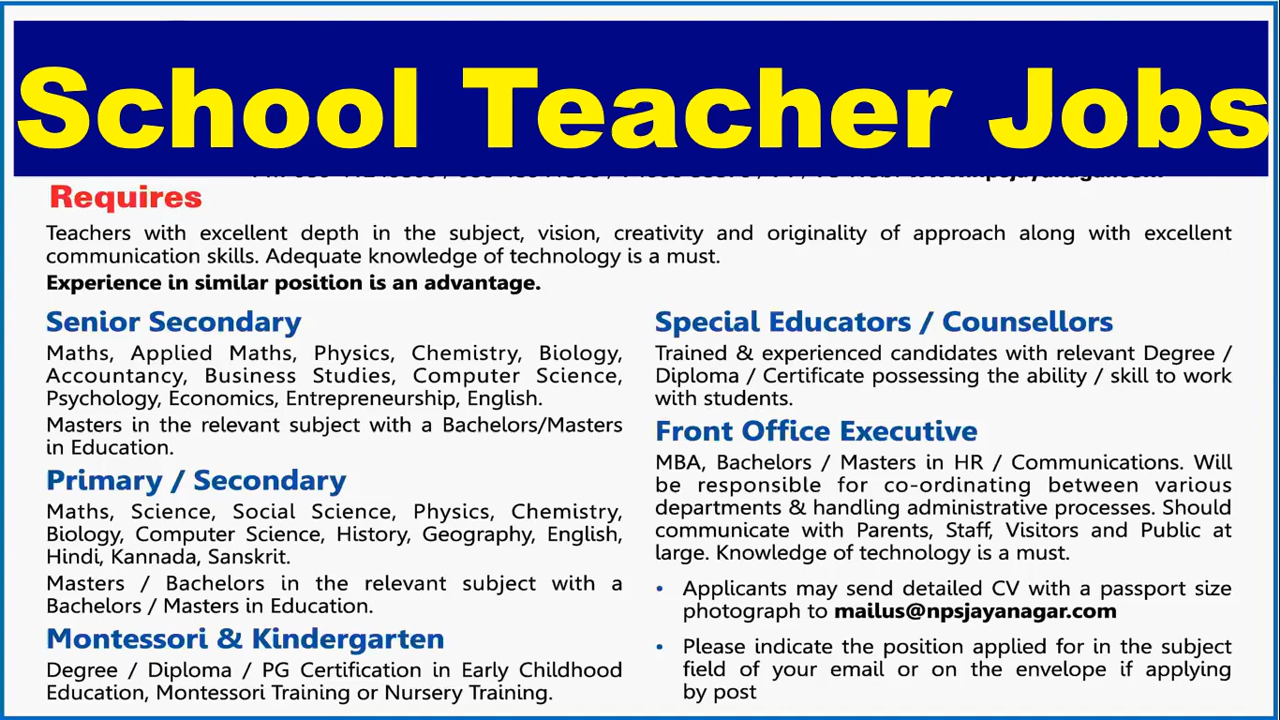 School Teacher Jobs
Requires
Teachers with excellent depth in the subject, vision, creativity and originality of approach along with excellent
communication skills. Adequate knowledge of technology is a must.
Experience in similar position is an advantage.
Senior Secondary
Maths, Applied Maths, Physics, Chemistry, Biology,
Accountancy, Business Studies, Computer Science,
Psychology, Economics, Entrepreneurship, English.
Masters in the relevant subject with a Bachelors/Masters
in Education.
Primary / Secondary
Maths, Science, Social Science, Physics, Chemistry,
Biology, Computer Science, History, Geography, English,
Hindi, Kannada, Sanskrit.
Masters / Bachelors in the relevant subject with a
Bachelors / Masters in Education.
Montessori & Kindergarten
Degree / Diploma / PG Certification in Early Childhood
Education, Montessori Training or Nursery Training.
Special Educators / Counsellors
Trained & experienced candidates with relevant Degree /
Diploma / Certificate possessing the ability / skill to work
with students.
Front Office Executive
MBA, Bachelors / Masters in HR / Communications. Will
be responsible for co-ordinating between various
departments & handling administrative processes. Should
communicate with Parents, Staff, Visitors and Public at
large. Knowledge of technology is a must.
• Applicants may send detailed CV with a passport size
photograph to mailus@npsjayanagar.com
• Please indicate the position applied for in the subject
field of your email or on the envelope if applying
by post